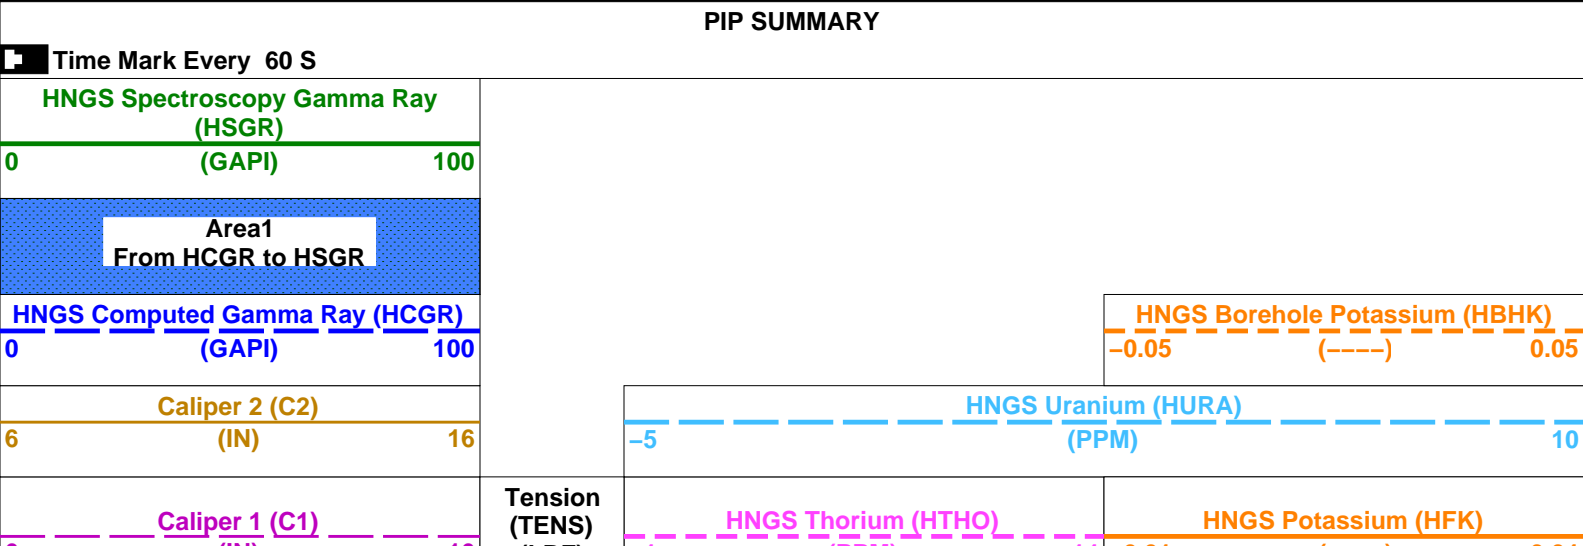 PIP SUMMARY
Time Mark Every 60 S
HNGS Spectroscopy Gamma Ray
(HSGR)
0 (GAPI) 100
Area1
From HCGR to HSGR
HNGS Computed Gamma Ray (HCGR)
0 (GAPI) 100
HNGS Borehole Potassium (HBHK)
−0.05 (−−−−) 0.05
Caliper 2 (C2)
6 (IN) 16
HNGS Uranium (HURA)
−5 (PPM) 10
Caliper 1 (C1)
Tension
(TENS)
HNGS Thorium (HTHO)
HNGS Potassium (HFK)